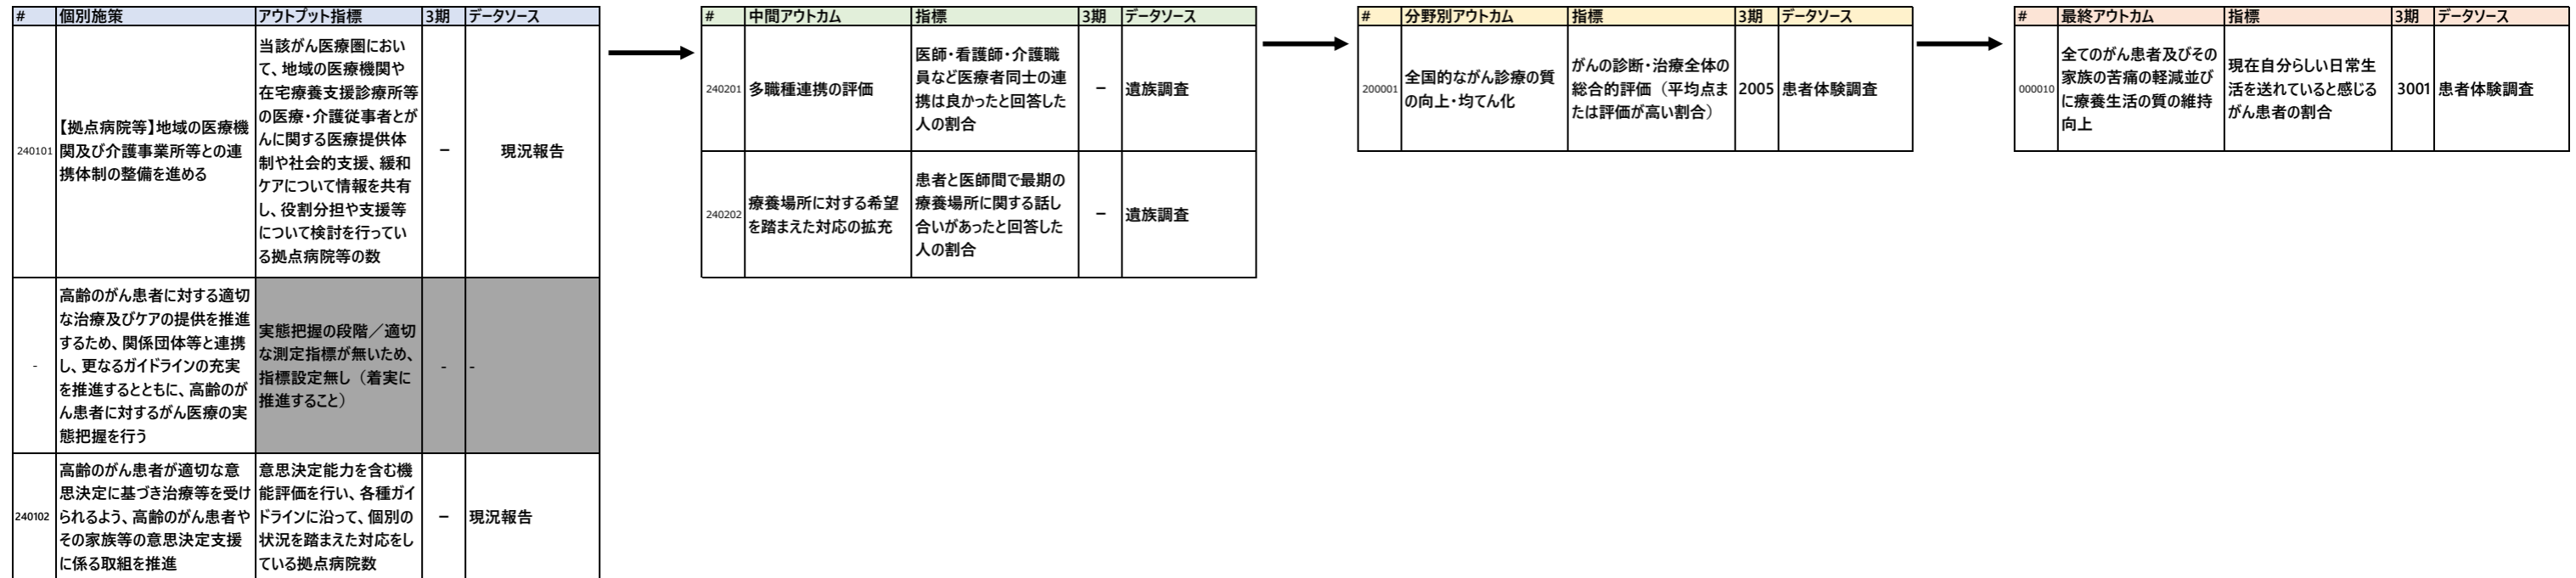 # 個別施策 アウトプット指標 3期 データソース
240101
【拠点病院等】地域の医療機
関及び介護事業所等との連
携体制の整備を進める
当該がん医療圏におい
て、地域の医療機関や
在宅療養支援診療所等
の医療・介護従事者とが
んに関する医療提供体
制や社会的支援、緩和
ケアについて情報を共有
し、役割分担や支援等
について検討を行ってい
る拠点病院等の数
－
現況報告
-
高齢のがん患者に対する適切
な治療及びケアの提供を推進
するため、関係団体等と連携
し、更なるガイドラインの充実
を推進するとともに、高齢のが
ん患者に対するがん医療の実
態把握を行う
実態把握の段階／適切
な測定指標が無いため、
指標設定無し（着実に
推進すること）
-
-
240102
高齢のがん患者が適切な意
思決定に基づき治療等を受け
られるよう、高齢のがん患者や
その家族等の意思決定支援
に係る取組を推進
意思決定能力を含む機
能評価を行い、各種ガイ
ドラインに沿って、個別の
状況を踏まえた対応をし
ている拠点病院数
－
現況報告
# 中間アウトカム 指標 3期 データソース
240201
多職種連携の評価
医師・看護師・介護職
員など医療者同士の連
携は良かったと回答した
人の割合
－
遺族調査
240202
療養場所に対する希望
を踏まえた対応の拡充
患者と医師間で最期の
療養場所に関する話し
合いがあったと回答した
人の割合
－
遺族調査
# 分野別アウトカム 指標 3期 データソース
200001
全国的ながん診療の質
の向上・均てん化
がんの診断・治療全体の
総合的評価（平均点ま
たは評価が高い割合）
2005
患者体験調査
# 最終アウトカム 指標 3期 データソース
000010
全てのがん患者及びその
家族の苦痛の軽減並び
に療養生活の質の維持
向上
現在自分らしい日常生
活を送れていると感じる
がん患者の割合
3001
患者体験調査